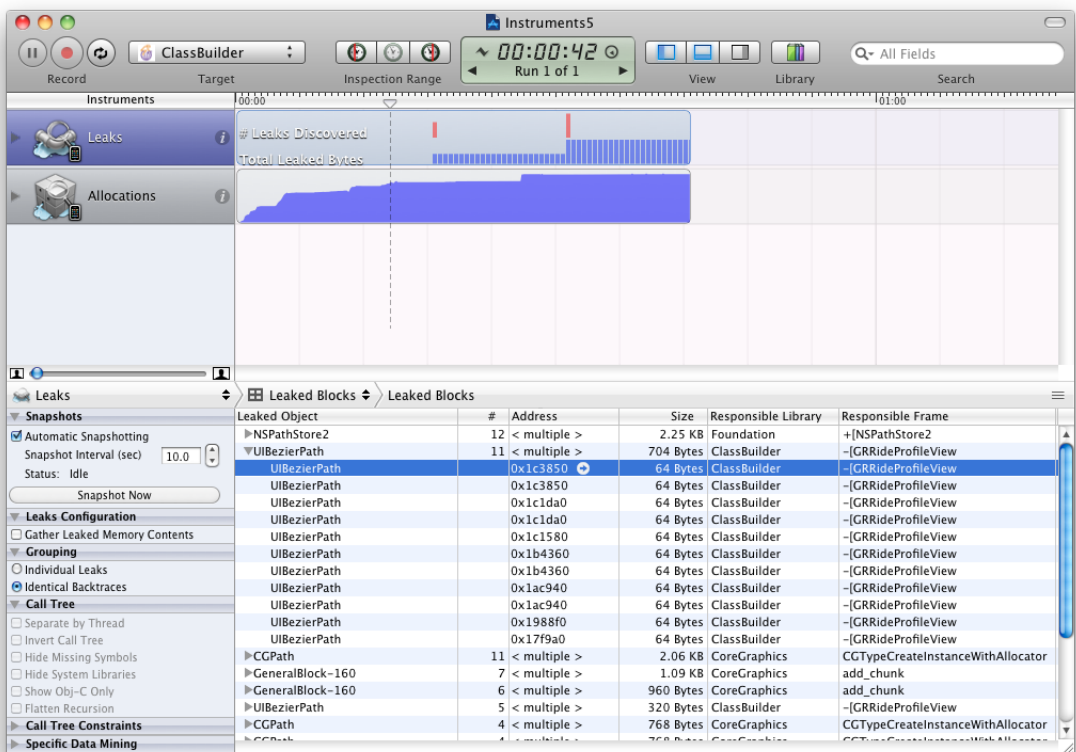 Instruments5
ClassBuilder
00:00:42
Run 1 of 1
All Fields
Record Target Inspection Range View Library Search
Instruments 00:00 01:00
Leaks
# Leaks Discovered
Total Leaked Bytes
Allocations
Leaks Leaked Blocks Leaked Blocks
Snapshots
Automatic Snapshotting
Snapshot Interval (sec) 10.0
Status: Idle
Snapshot Now
Leaks Configuration
Gather Leaked Memory Contents
Grouping
Individual Leaks
Identical Backtraces
Call Tree
Separate by Thread
Invert Call Tree
Hide Missing Symbols
Hide System Libraries
Show Obj-C Only
Flatten Recursion
Call Tree Constraints
Specific Data Mining
Leaked Object # Address Size Responsible Library Responsible Frame
NSPathStore2 12 < multiple > 2.25 KB Foundation +[NSPathStore2
UIBezierPath 11 < multiple > 704 Bytes ClassBuilder -[GRRideProfileView
UIBezierPath 0x1c3850 64 Bytes ClassBuilder -[GRRideProfileView
UIBezierPath 0x1c3850 64 Bytes ClassBuilder -[GRRideProfileView
UIBezierPath 0x1c1da0 64 Bytes ClassBuilder -[GRRideProfileView
UIBezierPath 0x1c1da0 64 Bytes ClassBuilder -[GRRideProfileView
UIBezierPath 0x1c1580 64 Bytes ClassBuilder -[GRRideProfileView
UIBezierPath 0x1b4360 64 Bytes ClassBuilder -[GRRideProfileView
UIBezierPath 0x1b4360 64 Bytes ClassBuilder -[GRRideProfileView
UIBezierPath 0x1ac940 64 Bytes ClassBuilder -[GRRideProfileView
UIBezierPath 0x1ac940 64 Bytes ClassBuilder -[GRRideProfileView
UIBezierPath 0x1988f0 64 Bytes ClassBuilder -[GRRideProfileView
UIBezierPath 0x17f9a0 64 Bytes ClassBuilder -[GRRideProfileView
CGPath 11 < multiple > 2.06 KB CoreGraphics CGTypeCreateInstanceWithAllocator
GeneralBlock-160 7 < multiple > 1.09 KB CoreGraphics add_chunk
GeneralBlock-160 6 < multiple > 960 Bytes CoreGraphics add_chunk
UIBezierPath 5 < multiple > 320 Bytes ClassBuilder -[GRRideProfileView
CGPath 4 < multiple > 768 Bytes CoreGraphics CGTypeCreateInstanceWithAllocator
CGPath 4 < multiple > 768 Bytes CoreGraphics CGTypeCreateInstanceWithAllocator